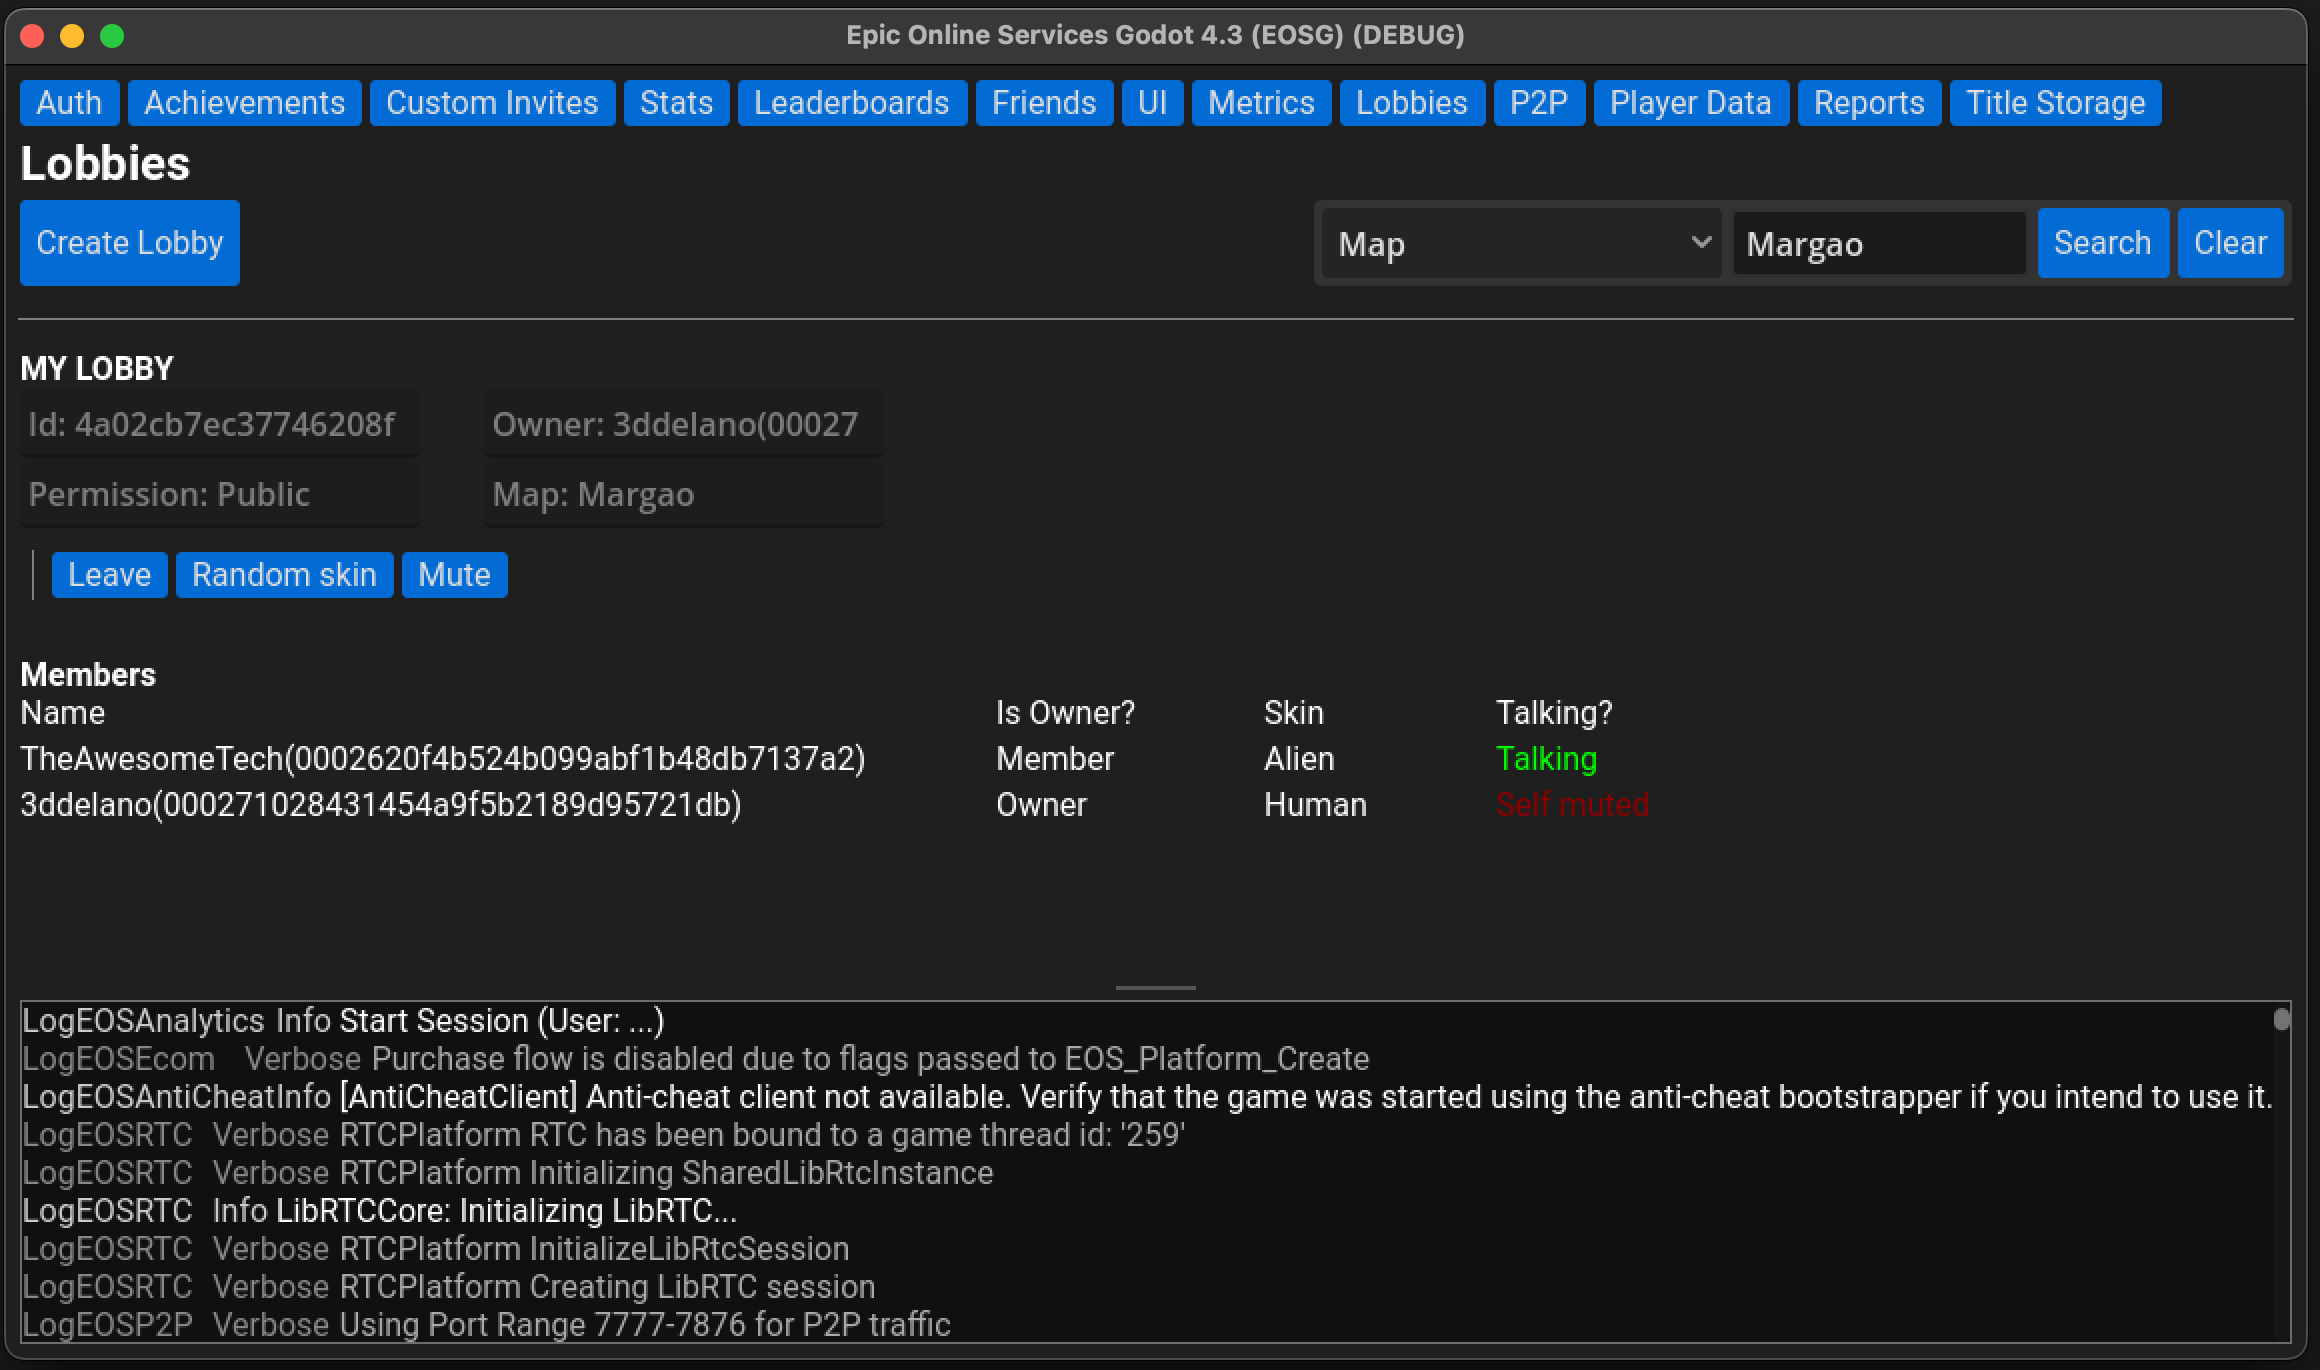 Epic Online Services Godot 4.3 (EOSG) (DEBUG)
Auth Achievements Custom Invites Stats Leaderboards Friends UI Metrics Lobbies P2P Player Data Reports Title Storage
Lobbies
Create Lobby Map Margao Search Clear
MY LOBBY
Id: 4a02cb7ec37746208f Owner: 3ddelano(00027
Permission: Public Map: Margao
Leave Random skin Mute
Members
Name Is Owner? Skin Talking?
TheAwesomeTech(0002620f4b524b099abf1b48db7137a2) Member Alien Talking
3ddelano(000271028431454a9f5b2189d95721db) Owner Human Self muted
LogEOSAnalytics Info Start Session (User: ...)
LogEOSEcom Verbose Purchase flow is disabled due to flags passed to EOS_Platform_Create
LogEOSAntiCheatInfo [AntiCheatClient] Anti-cheat client not available. Verify that the game was started using the anti-cheat bootstrapper if you intend to use it.
LogEOSRTC Verbose RTCPlatform RTC has been bound to a game thread id: '259'
LogEOSRTC Verbose RTCPlatform Initializing SharedLibRtcInstance
LogEOSRTC Info LibRTCCore: Initializing LibRTC...
LogEOSRTC Verbose RTCPlatform InitializeLibRtcSession
LogEOSRTC Verbose RTCPlatform Creating LibRTC session
LogEOSP2P Verbose Using Port Range 7777-7876 for P2P traffic